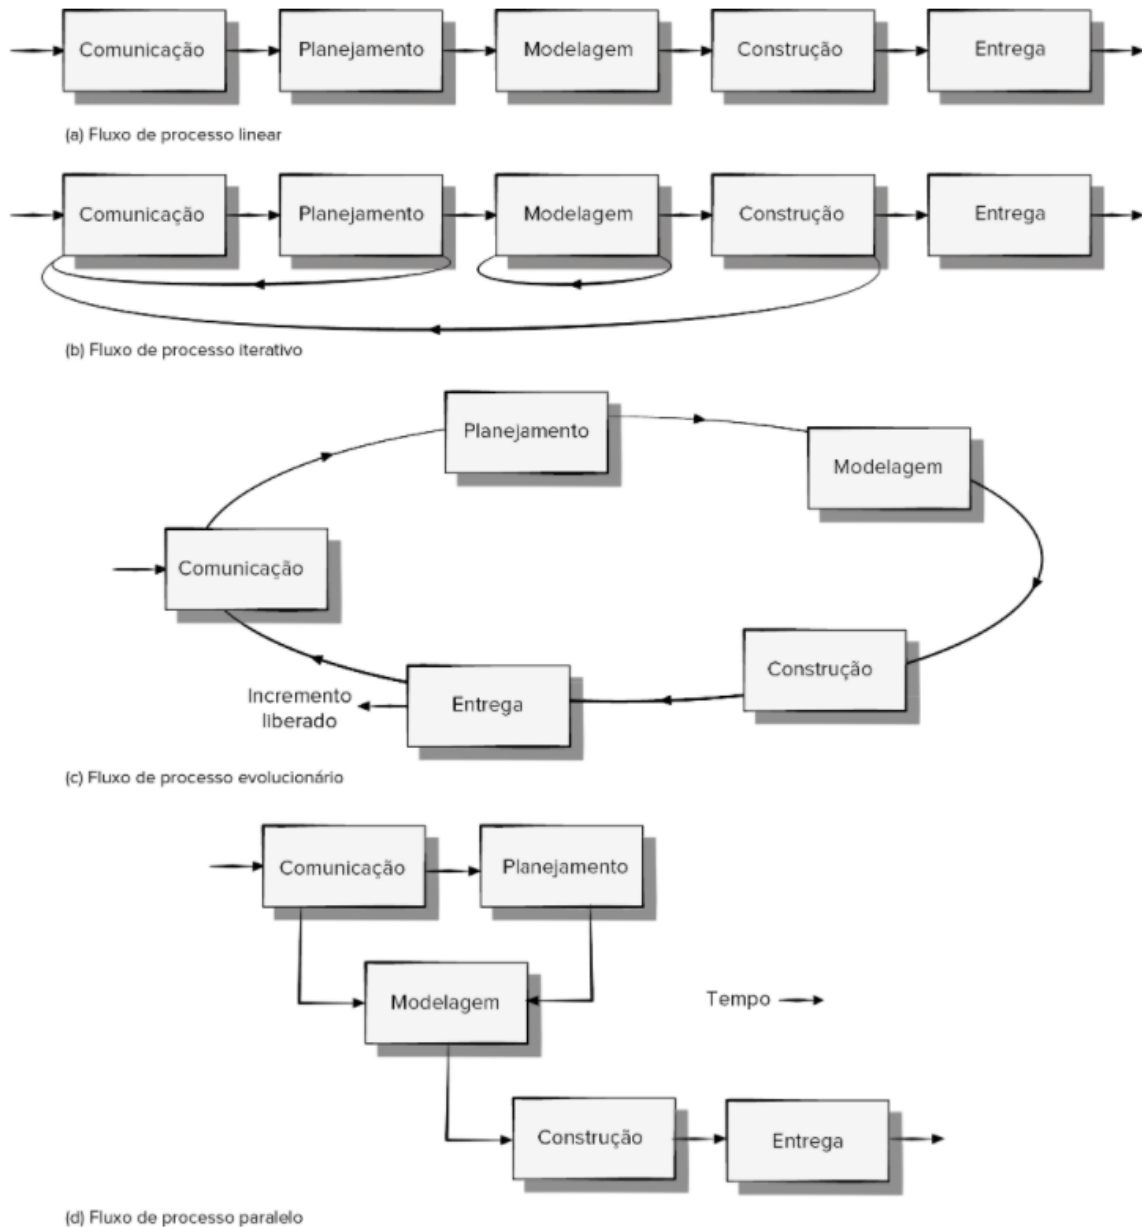 Comunicação Planejamento Modelagem Construção Entrega
(a) Fluxo de processo linear
Comunicação Planejamento Modelagem Construção Entrega
(b) Fluxo de processo iterativo
Planejamento
Modelagem
Comunicação
Construção
Incremento
liberado
Entrega
(c) Fluxo de processo evolucionário
Comunicação Planejamento
Modelagem
Tempo
Construção Entrega
(d) Fluxo de processo paralelo